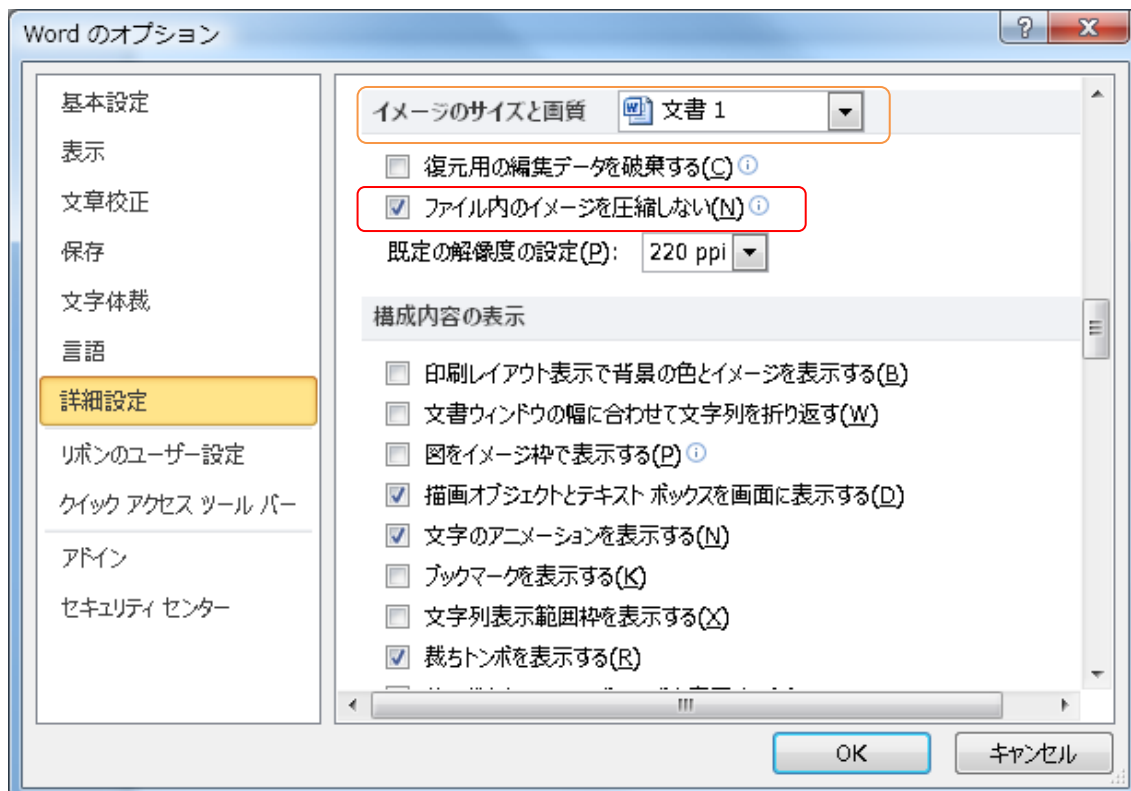 Word のオプション
基本設定
表示
文章校正
保存
文字体裁
言語
詳細設定
リボンのユーザー設定
クイック アクセス ツール バー
アドイン
セキュリティ センター
イメージのサイズと画質 文書 1
復元用の編集データを破棄する(C)
ファイル内のイメージを圧縮しない(N)
既定の解像度の設定(P): 220 ppi
構成内容の表示
印刷レイアウト表示で背景の色とイメージを表示する(B)
文書ウィンドウの幅に合わせて文字列を折り返す(W)
図をイメージ枠で表示する(P)
描画オブジェクトとテキスト ボックスを画面に表示する(D)
文字のアニメーションを表示する(N)
ブックマークを表示する(K)
文字列表示範囲枠を表示する(X)
裁ちトンボを表示する(R)
OK キャンセル